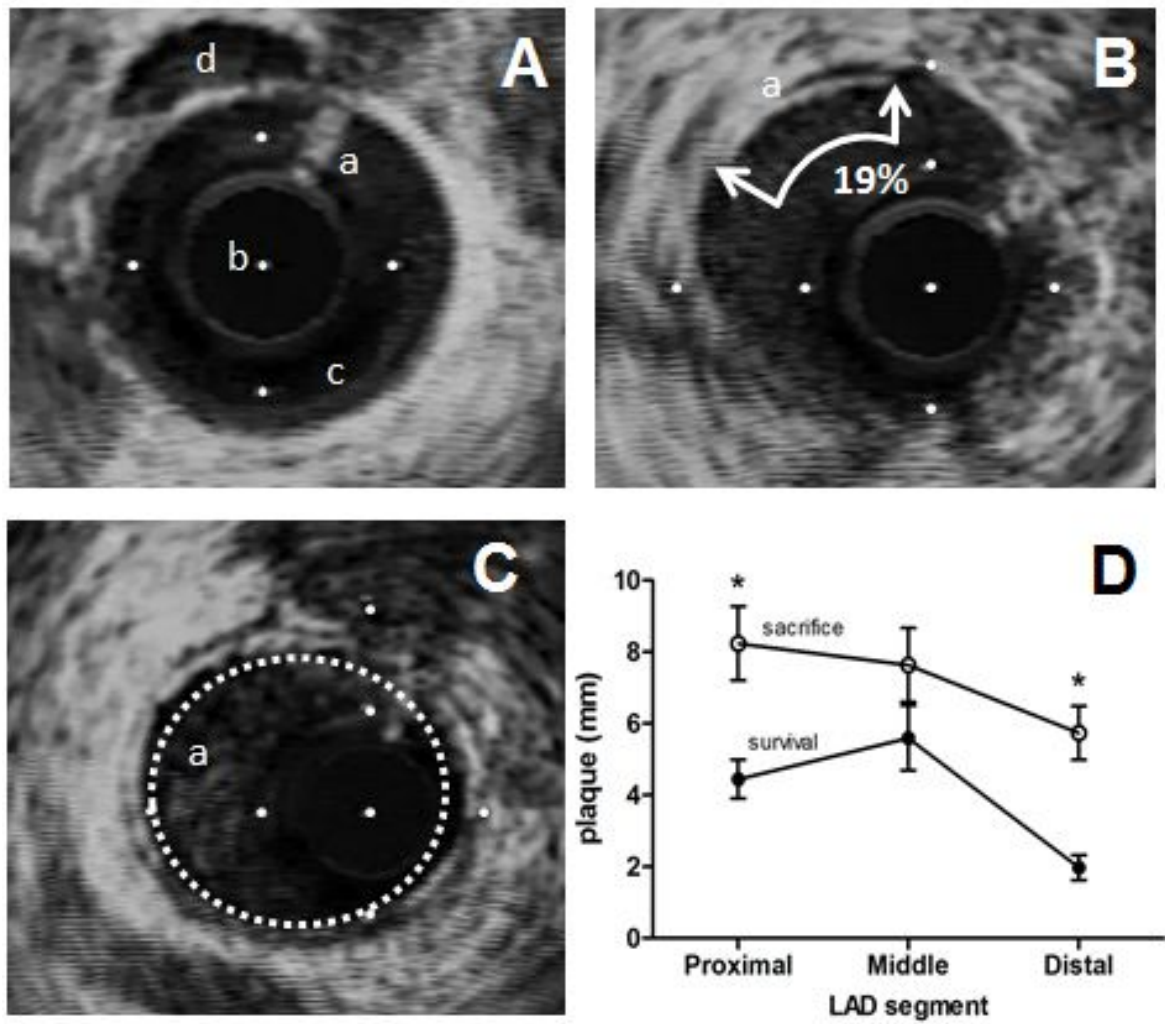 A
d
a
b
c
B
a
19%
C
a
D
10
8
6
4
2
0
*
sacrifice
*
survival
plaque (mm)
Proximal Middle Distal
LAD segment